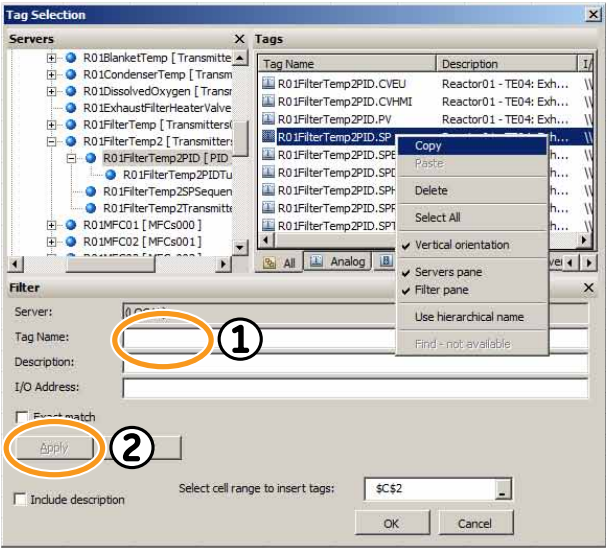 Tag Selection
Servers
R01BlanketTemp [ Transmitte
R01CondenserTemp [ Transm
R01DissolvedOxygen [ Transr
R01ExhaustFilterHeaterValve
R01FilterTemp [ Transmitters(
R01FilterTemp2 [ Transmitters
R01FilterTemp2PID [ PID
R01FilterTemp2PIDTu
R01FilterTemp2SPSequen
R01FilterTemp2Transmitte
R01MFC01 [ MFCs000 ]
R01MFC02 [ MFCs001 ]
Tags
Tag Name Description I/
R01FilterTemp2PID.CVEU Reactor01 - TE04: Exh... \\
R01FilterTemp2PID.CVHMI Reactor01 - TE04: Exh... \\
R01FilterTemp2PID.PV Reactor01 - TE04: Exh... \\
R01FilterTemp2PID.SP
R01FilterTemp2PID.SPE
R01FilterTemp2PID.SP
R01FilterTemp2PID.SPH
R01FilterTemp2PID.SPF
R01FilterTemp2PID.SPT
All Analog
Copy
Paste
Delete
Select All
Vertical orientation
Servers pane
Filter pane
Use hierarchical name
Find - not available
Filter
Server:
Tag Name: 1
Description:
I/O Address:
Exact match
Apply 2
Include description
Select cell range to insert tags: $C$2
OK Cancel